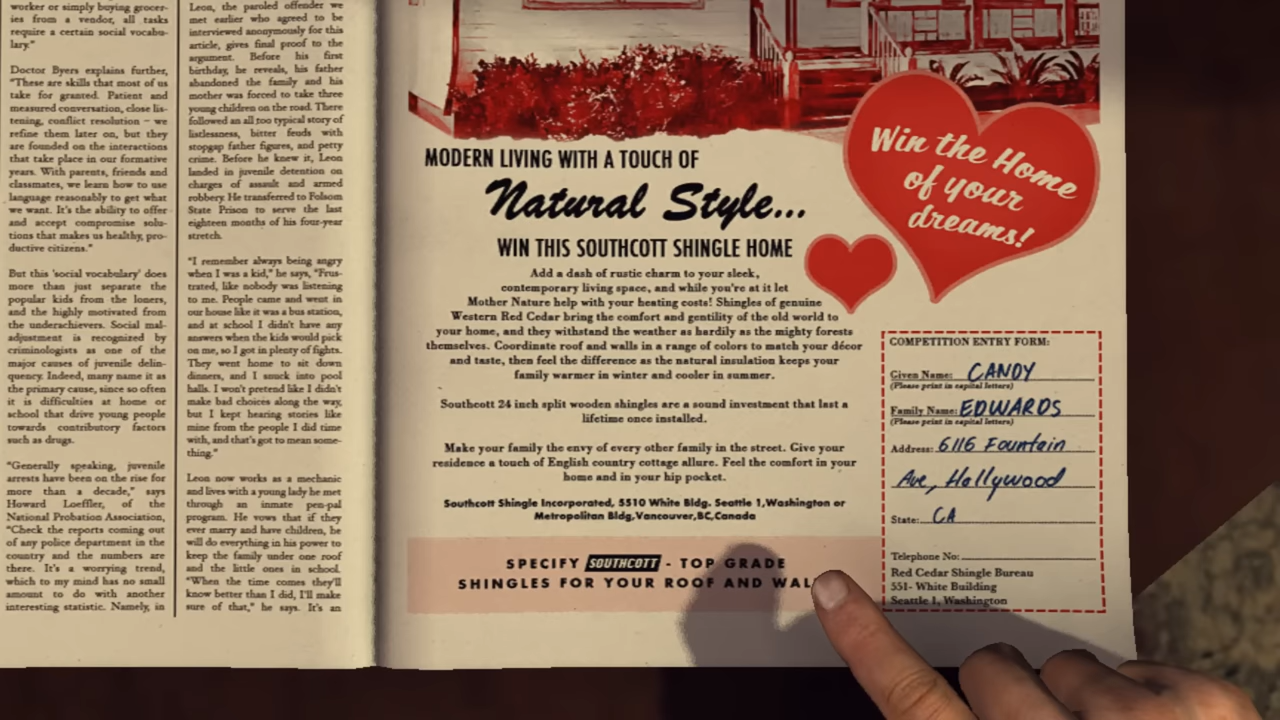 worker or simply buying grocer-
ies from a vendor, all tasks
require a certain social vocabu-
lary."
Doctor Byers explains further,
"These are skills that most of us
take for granted. Patient and
measured conversation, close lis-
tening, conflict resolution – we
refine them later on, but they
are founded on the interactions
that take place in our formative
years. With parents, friends and
classmates, we learn how to use
language reasonably to get what
we want. It's the ability to offer
and accept compromise solu-
tions that makes us healthy, pro-
ductive citizens."
But this 'social vocabulary' does
more than just separate the
popular kids from the loners,
and the highly motivated from
the underachievers. Social mal-
adjustment is recognized by
criminologists as one of the
major causes of juvenile delin-
quency. Indeed, many name it as
the primary cause, since so often
it is difficulties at home or
school that drive young people
towards contributory factors
such as drugs.
"Generally speaking, juvenile
arrests have been on the rise for
more than a decade," says
Howard Loeffler, of the
National Probation Association,
"Check the reports coming out
of any police department in the
country and the numbers are
there. It's a worrying trend,
which to my mind has no small
amount to do with another
interesting statistic. Namely, in
Leon, the paroled offender we
met earlier who agreed to be
interviewed anonymously for this
article, gives final proof to the
argument. Before his first
birthday, he reveals, his father
abandoned the family and his
mother was forced to take three
young children on the road. There
followed an all too typical story of
listlessness, bitter feuds with
stopgap father figures, and petty
crime. Before he knew it, Leon
landed in juvenile detention on
charges of assault and armed
robbery. He transferred to Folsom
State Prison to serve the last
eighteen months of his four-year
stretch.
"I remember always being angry
when I was a kid," he says, "Frus-
trated, like nobody was listening
to me. People came and went in
our house like it was a bus station,
and at school I didn't have any
answers when the kids would pick
on me, so I got in plenty of fights.
They went home to sit down
dinners, and I snuck into pool
halls. I won't pretend like I didn't
make bad choices along the way,
but I kept hearing stories like
mine from the people I did time
with, and that's got to mean some-
thing."
Leon now works as a mechanic
and lives with a young lady he met
through an inmate pen-pal
program. He vows that if they
ever marry and have children, he
will do everything in his power to
keep the family under one roof
and the little ones in school.
"When the time comes they'll
know better than I did, I'll make
sure of that," he says. It's an
Win the Home
of your
dreams!
MODERN LIVING WITH A TOUCH OF
Natural Style...
WIN THIS SOUTHCOTT SHINGLE HOME
Add a dash of rustic charm to your sleek,
contemporary living space, and while you're at it let
Mother Nature help with your heating costs! Shingles of genuine
Western Red Cedar bring the comfort and gentility of the old world to
your home, and they withstand the weather as hardily as the mighty forests
themselves. Coordinate roof and walls in a range of colors to match your décor
and taste, then feel the difference as the natural insulation keeps your
family warmer in winter and cooler in summer.
Southcott 24 inch split wooden shingles are a sound investment that last a
lifetime once installed.
Make your family the envy of every other family in the street. Give your
residence a touch of English country cottage allure. Feel the comfort in your
home and in your hip pocket.
Southcott Shingle Incorporated, 5510 White Bldg. Seattle 1,Washington or
Metropolitan Bldg,Vancouver,BC,Canada
SPECIFY SOUTHCOTT - TOP GRADE
SHINGLES FOR YOUR ROOF AND WAL
COMPETITION ENTRY FORM:
Given Name: CANDY
(Please print in capital letters)
Family Name: EDWARDS
(Please print in capital letters)
Address: 6116 Fountain
Ave, Hollywood
State: CA
Telephone No:
Red Cedar Shingle Bureau
551- White Building
Seattle 1, Washington